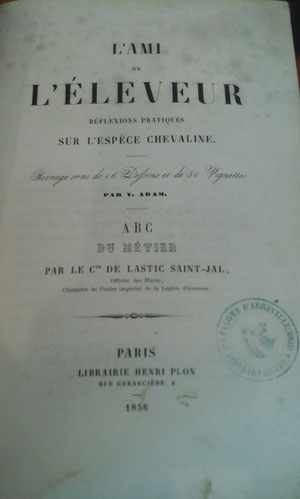 L'AMI
DE
L'ÉLEVEUR
RÉFLEXIONS PRATIQUES
SUR L'ESPÈCE CHEVALINE.
Ouvrage orné de 16 Dessins et de 50 Vignettes
PAR V. ADAM.
ABC
DU MÉTIER
PAR LE Cte DE LASTIC SAINT-JAL,
Officier des Haras,
Chevalier de l'ordre impérial de la Légion d'honneur.
PARIS
LIBRAIRIE HENRI PLON
RUE GARANCIÈRE, 8.
1856